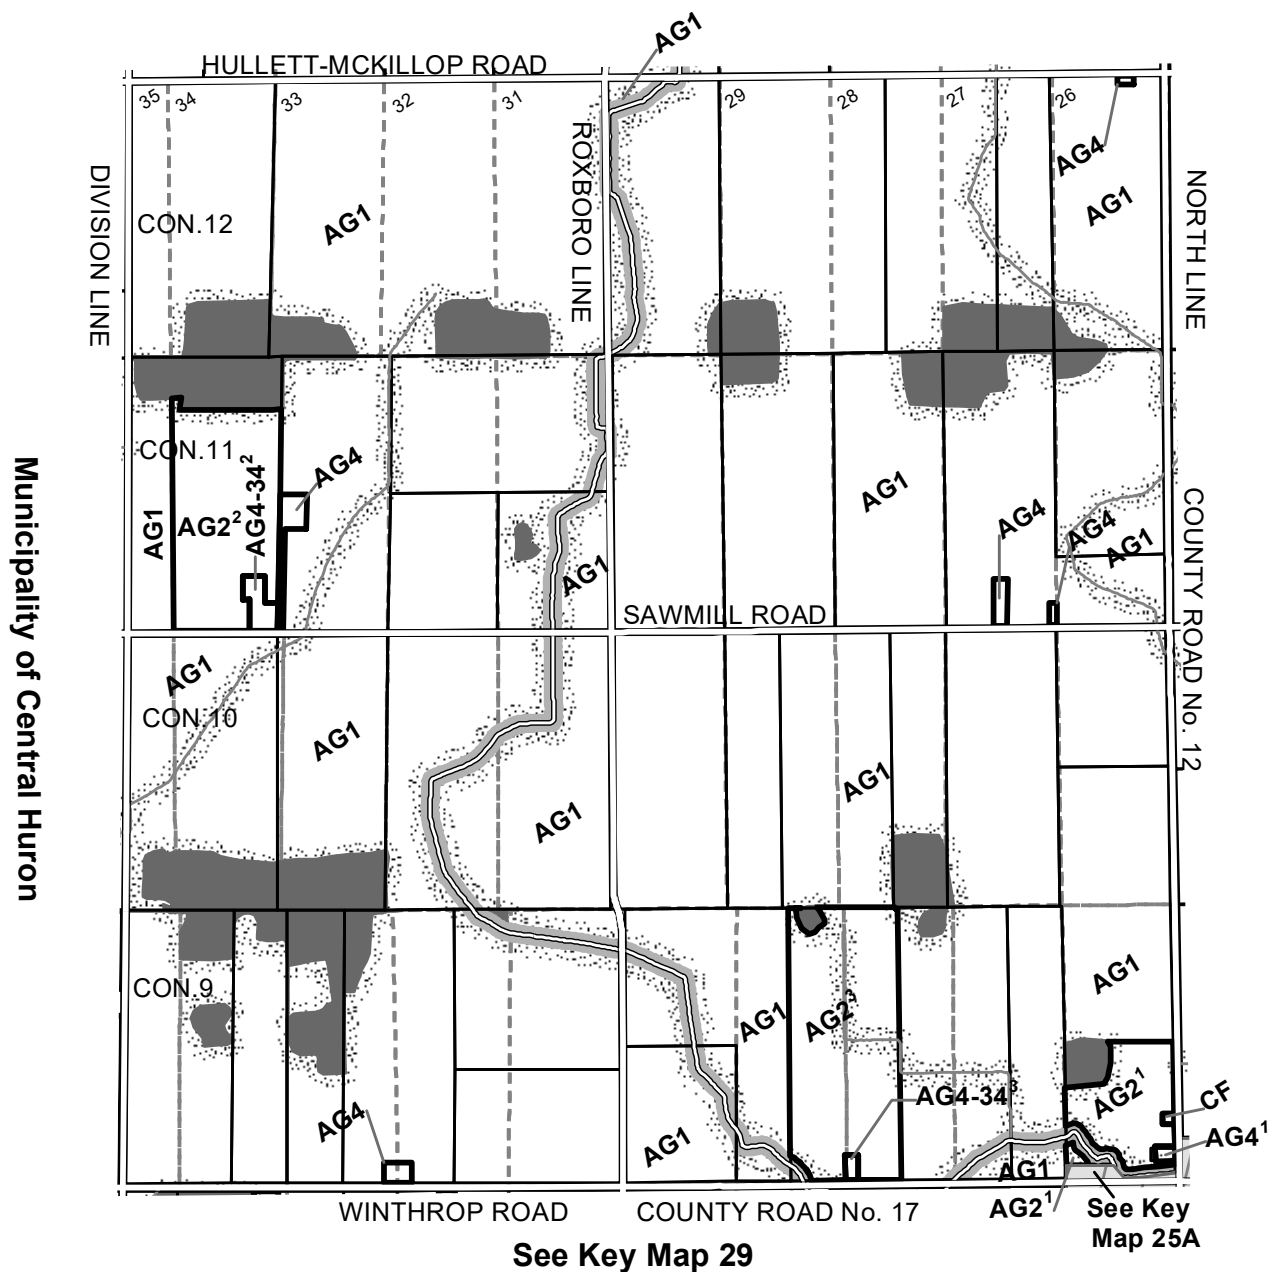 AG1
HULLETT-MCKILLOP ROAD
35
34
33
32
31
29
28
27
26
ROXBORO LINE
DIVISION LINE
NORTH LINE
AG4
AG1
CON.12
AG1
CON.11
AG4
AG4-34²
AG1
AG2²
AG1
AG4
AG4
AG1
AG1
COUNTY ROAD No. 12
SAWMILL ROAD
Municipality of Central Huron
AG1
CON.10
AG1
AG1
AG1
CON.9
AG1
AG1
AG2³
AG4-34³
AG2¹
CF
AG4¹
AG4
AG1
AG1
AG2¹
See Key
Map 25A
WINTHROP ROAD
COUNTY ROAD No. 17
See Key Map 29